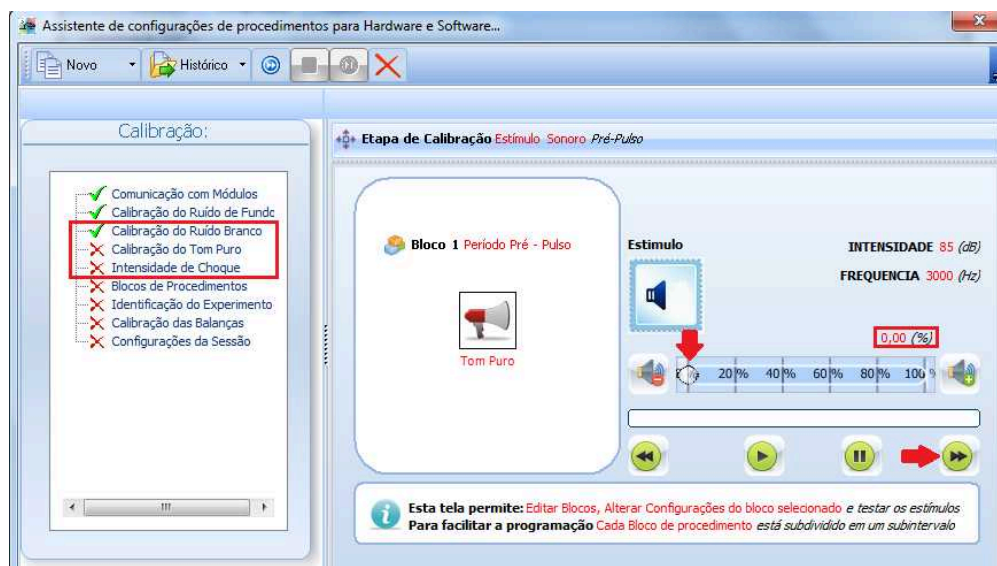 Assistente de configurações de procedimentos para Hardware e Software...
Novo Histórico
Calibração:
Etapa de Calibração Estímulo Sonoro Pré-Pulso
Comunicação com Módulos
Calibração do Ruído de Fundo
Calibração do Ruído Branco
Calibração do Tom Puro
Intensidade de Choque
Blocos de Procedimentos
Identificação do Experimento
Calibração das Balanças
Configurações da Sessão
Bloco 1 Período Pré - Pulso
Tom Puro
Estimulo
INTENSIDADE 85 (dB)
FREQUENCIA 3000 (Hz)
0,00 (%)
20% 40% 60% 80% 100
Esta tela permite: Editar Blocos, Alterar Configurações do bloco selecionado e testar os estímulos
Para facilitar a programação Cada Bloco de procedimento está subdividido em um subintervalo